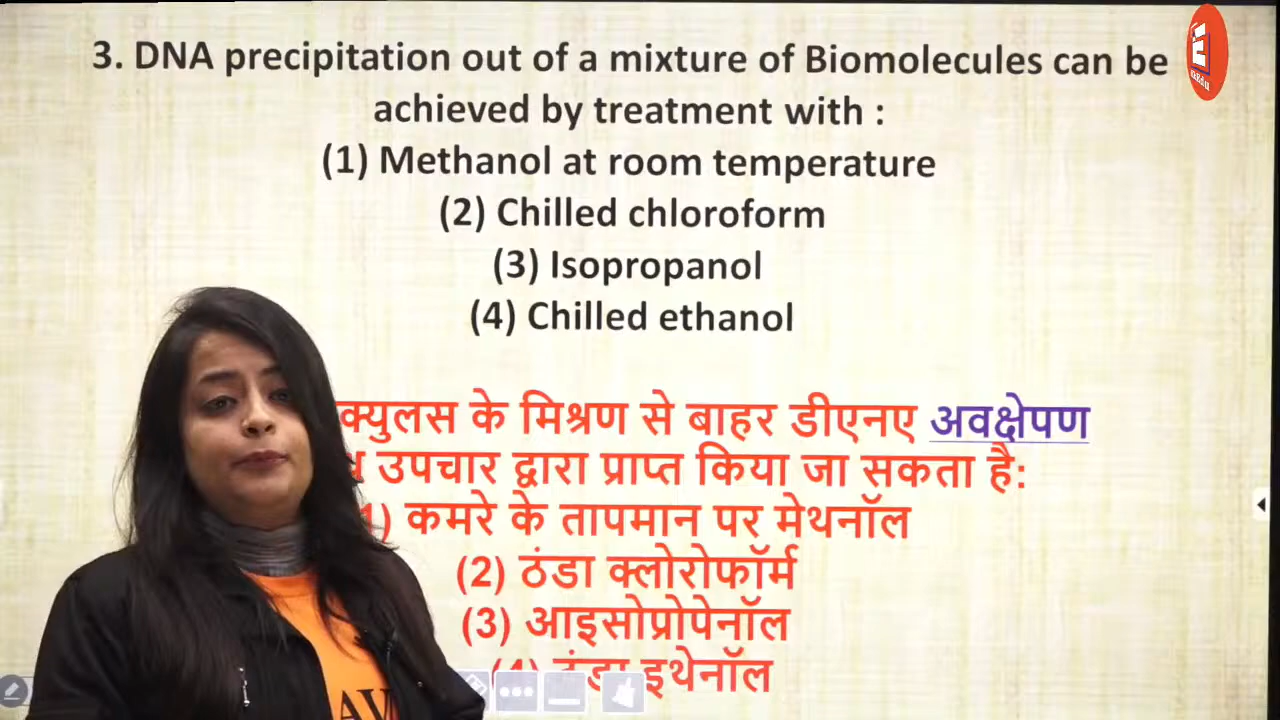 3. DNA precipitation out of a mixture of Biomolecules can be
achieved by treatment with :
(1) Methanol at room temperature
(2) Chilled chloroform
(3) Isopropanol
(4) Chilled ethanol
के मिश्रण से बाहर डीएनए अवक्षेपण
उपचार द्वारा प्राप्त किया जा सकता है:
1) कमरे के तापमान पर मेथनॉल
(2) ठंडा क्लोरोफॉर्म
(3) आइसोप्रोपेनॉल
(4) ठंडा इथेनॉल